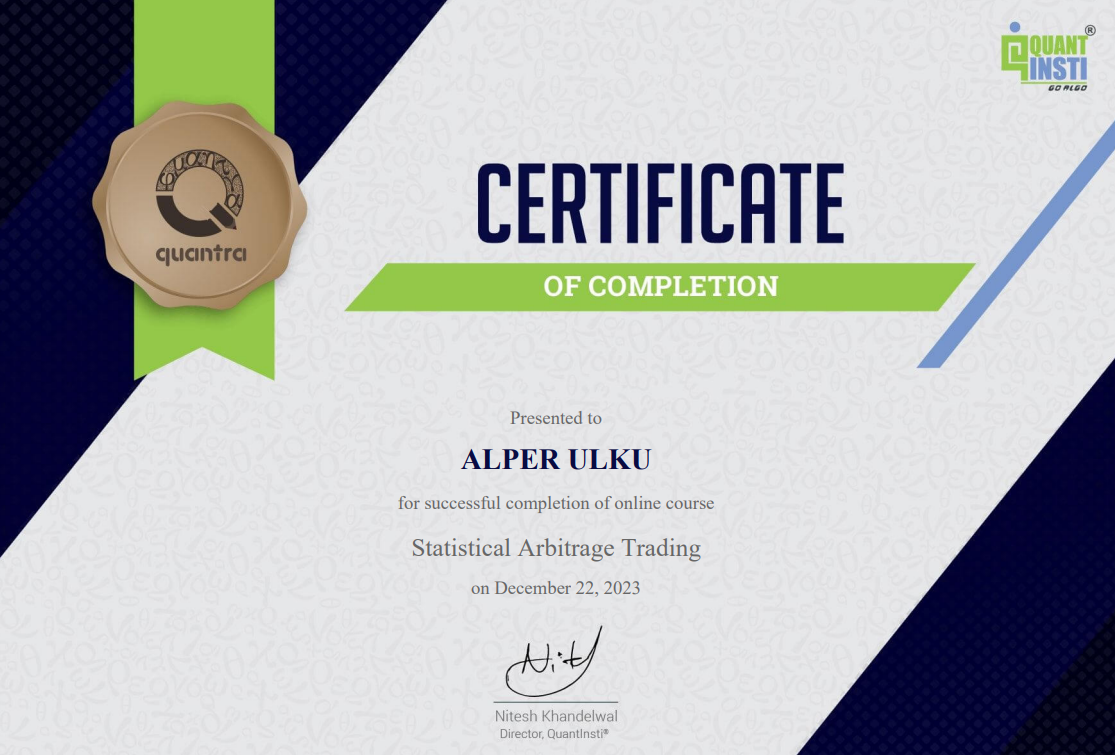 QUANT®
INSTI
GO ALGO
quantra
quantra
CERTIFICATE
OF COMPLETION
Presented to
ALPER ULKU
for successful completion of online course
Statistical Arbitrage Trading
on December 22, 2023
Nitesh Khandelwal
Director, QuantInsti®